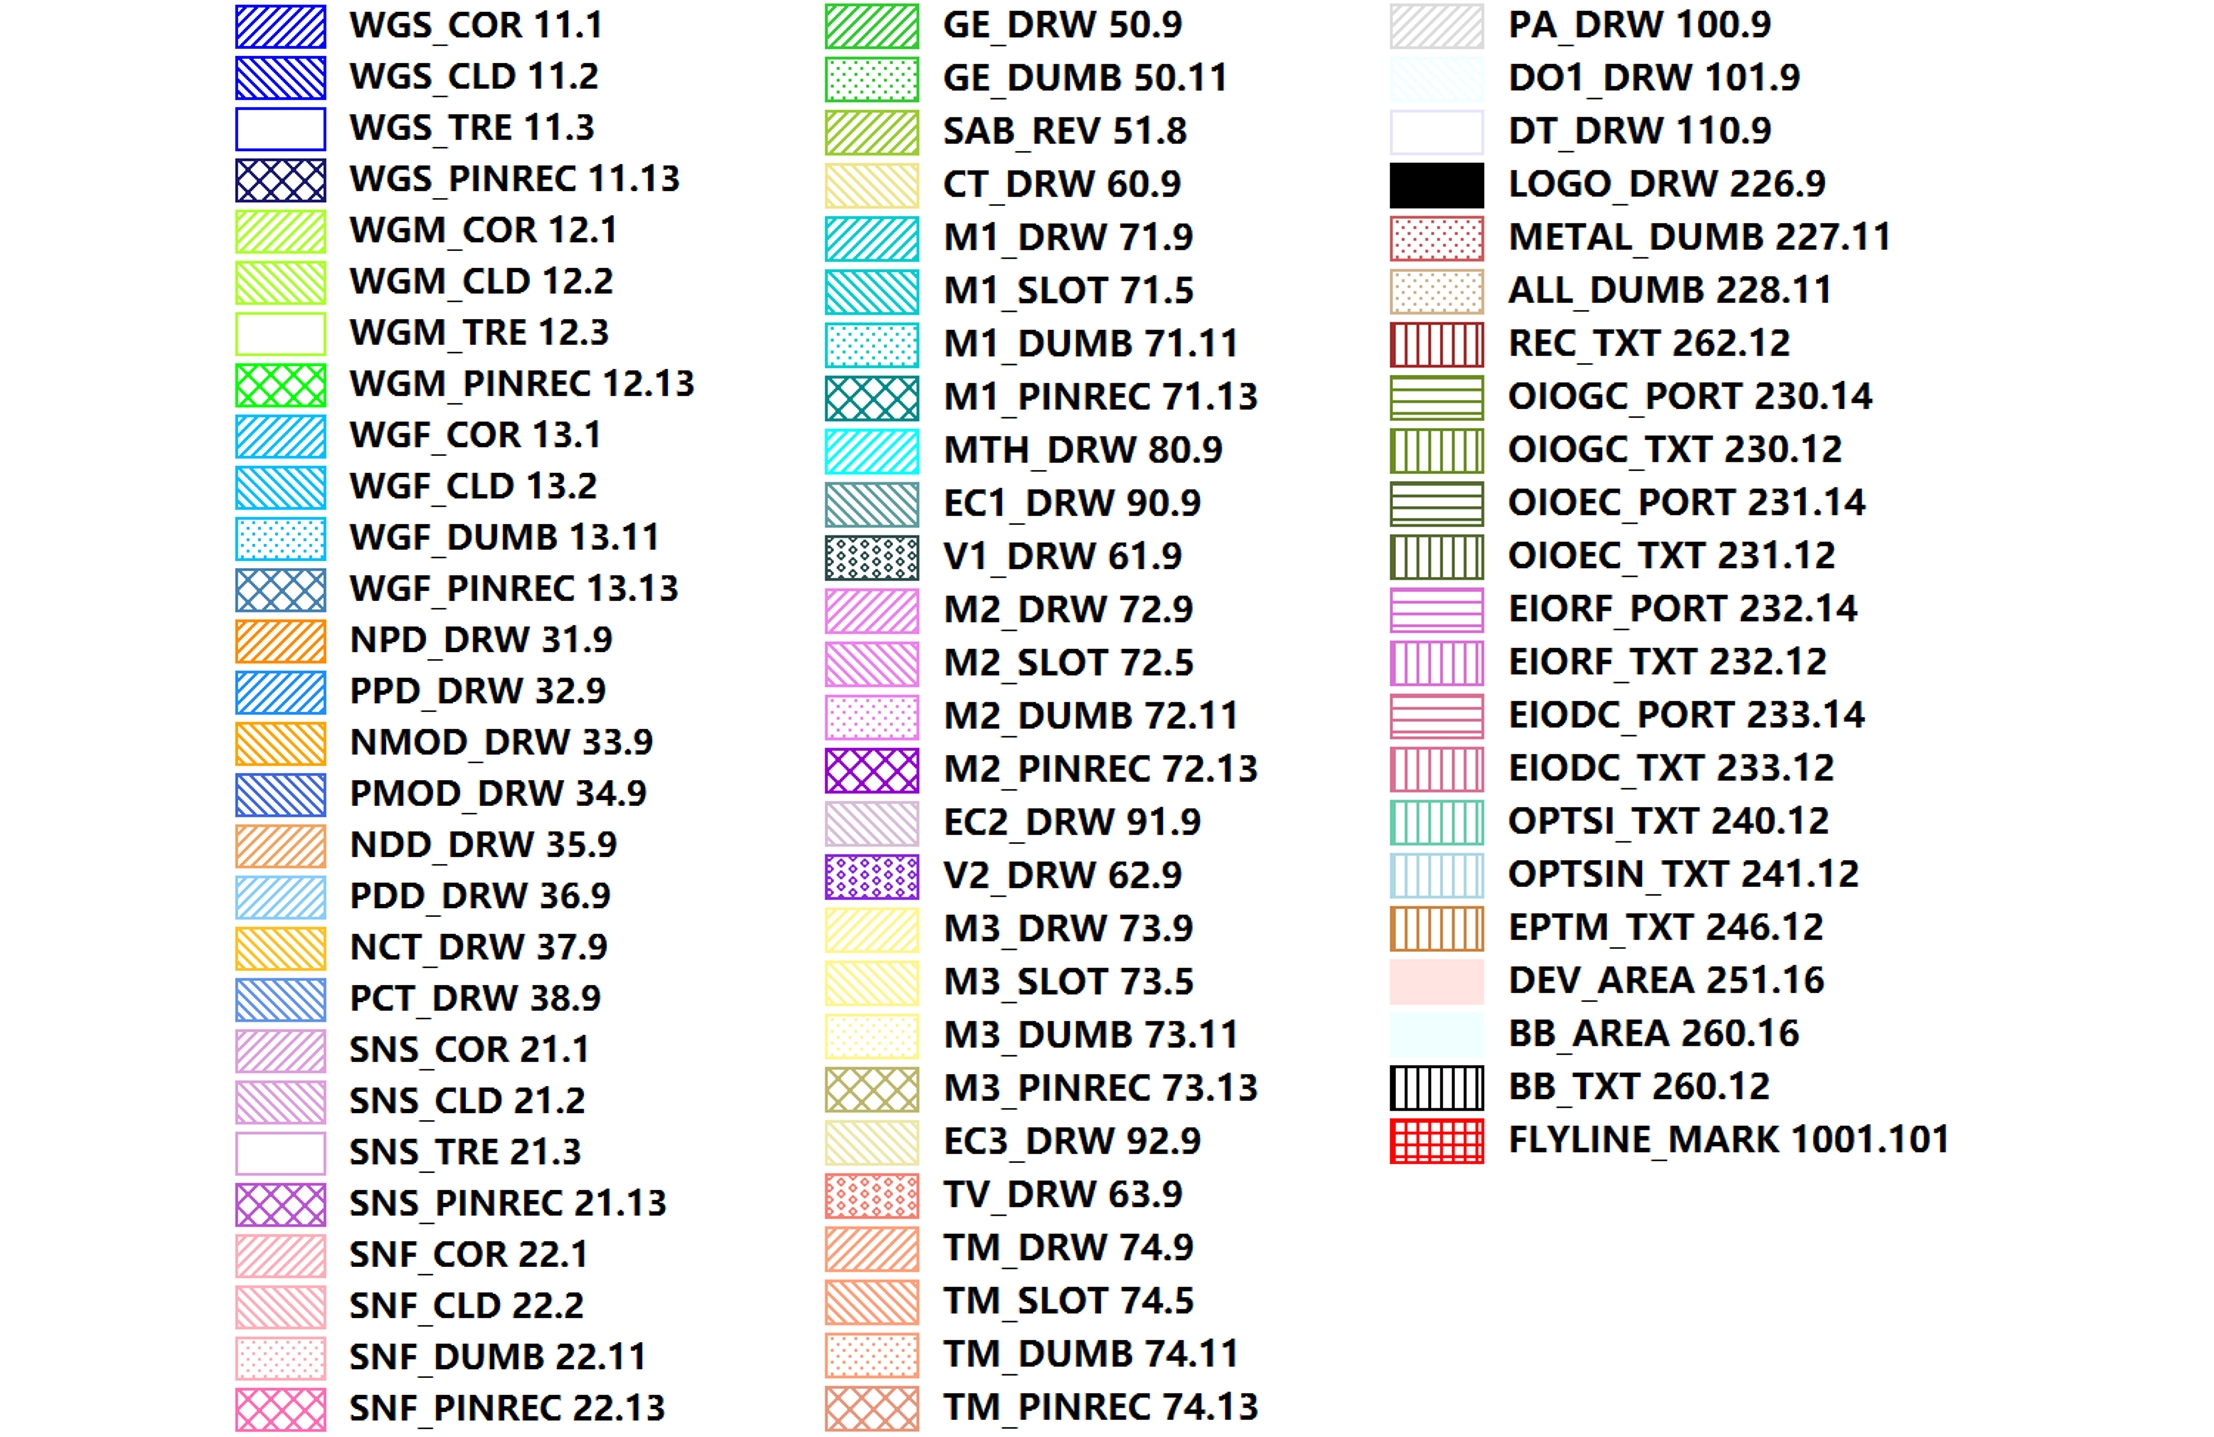 WGS_COR 11.1
WGS_CLD 11.2
WGS_TRE 11.3
WGS_PINREC 11.13
WGM_COR 12.1
WGM_CLD 12.2
WGM_TRE 12.3
WGM_PINREC 12.13
WGF_COR 13.1
WGF_CLD 13.2
WGF_DUMB 13.11
WGF_PINREC 13.13
NPD_DRW 31.9
PPD_DRW 32.9
NMOD_DRW 33.9
PMOD_DRW 34.9
NDD_DRW 35.9
PDD_DRW 36.9
NCT_DRW 37.9
PCT_DRW 38.9
SNS_COR 21.1
SNS_CLD 21.2
SNS_TRE 21.3
SNS_PINREC 21.13
SNF_COR 22.1
SNF_CLD 22.2
SNF_DUMB 22.11
SNF_PINREC 22.13
GE_DRW 50.9
GE_DUMB 50.11
SAB_REV 51.8
CT_DRW 60.9
M1_DRW 71.9
M1_SLOT 71.5
M1_DUMB 71.11
M1_PINREC 71.13
MTH_DRW 80.9
EC1_DRW 90.9
V1_DRW 61.9
M2_DRW 72.9
M2_SLOT 72.5
M2_DUMB 72.11
M2_PINREC 72.13
EC2_DRW 91.9
V2_DRW 62.9
M3_DRW 73.9
M3_SLOT 73.5
M3_DUMB 73.11
M3_PINREC 73.13
EC3_DRW 92.9
TV_DRW 63.9
TM_DRW 74.9
TM_SLOT 74.5
TM_DUMB 74.11
TM_PINREC 74.13
PA_DRW 100.9
DO1_DRW 101.9
DT_DRW 110.9
LOGO_DRW 226.9
METAL_DUMB 227.11
ALL_DUMB 228.11
REC_TXT 262.12
OIOGC_PORT 230.14
OIOGC_TXT 230.12
OIOEC_PORT 231.14
OIOEC_TXT 231.12
EIORF_PORT 232.14
EIORF_TXT 232.12
EIODC_PORT 233.14
EIODC_TXT 233.12
OPTSI_TXT 240.12
OPTSIN_TXT 241.12
EPTM_TXT 246.12
DEV_AREA 251.16
BB_AREA 260.16
BB_TXT 260.12
FLYLINE_MARK 1001.101